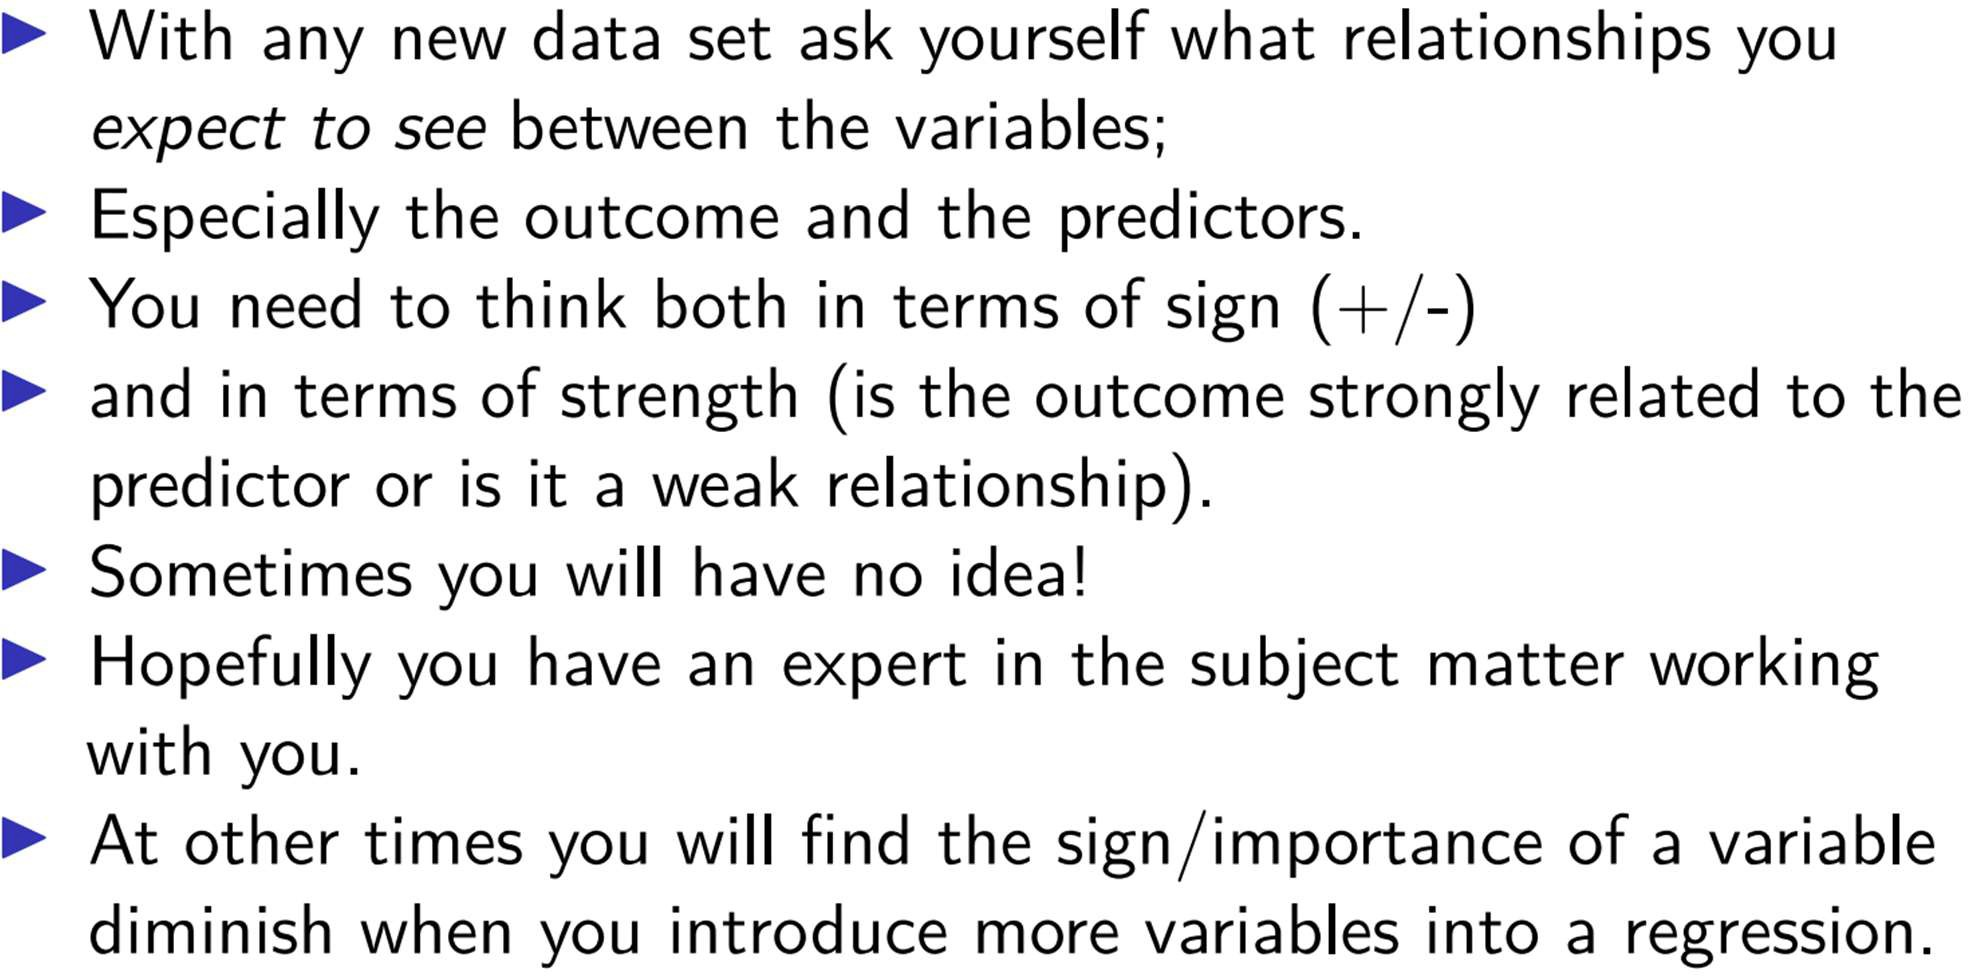 With any new data set ask yourself what relationships you
expect to see between the variables;
Especially the outcome and the predictors.
You need to think both in terms of sign (+/-)
and in terms of strength (is the outcome strongly related to the
predictor or is it a weak relationship).
Sometimes you will have no idea!
Hopefully you have an expert in the subject matter working
with you.
At other times you will find the sign/importance of a variable
diminish when you introduce more variables into a regression.